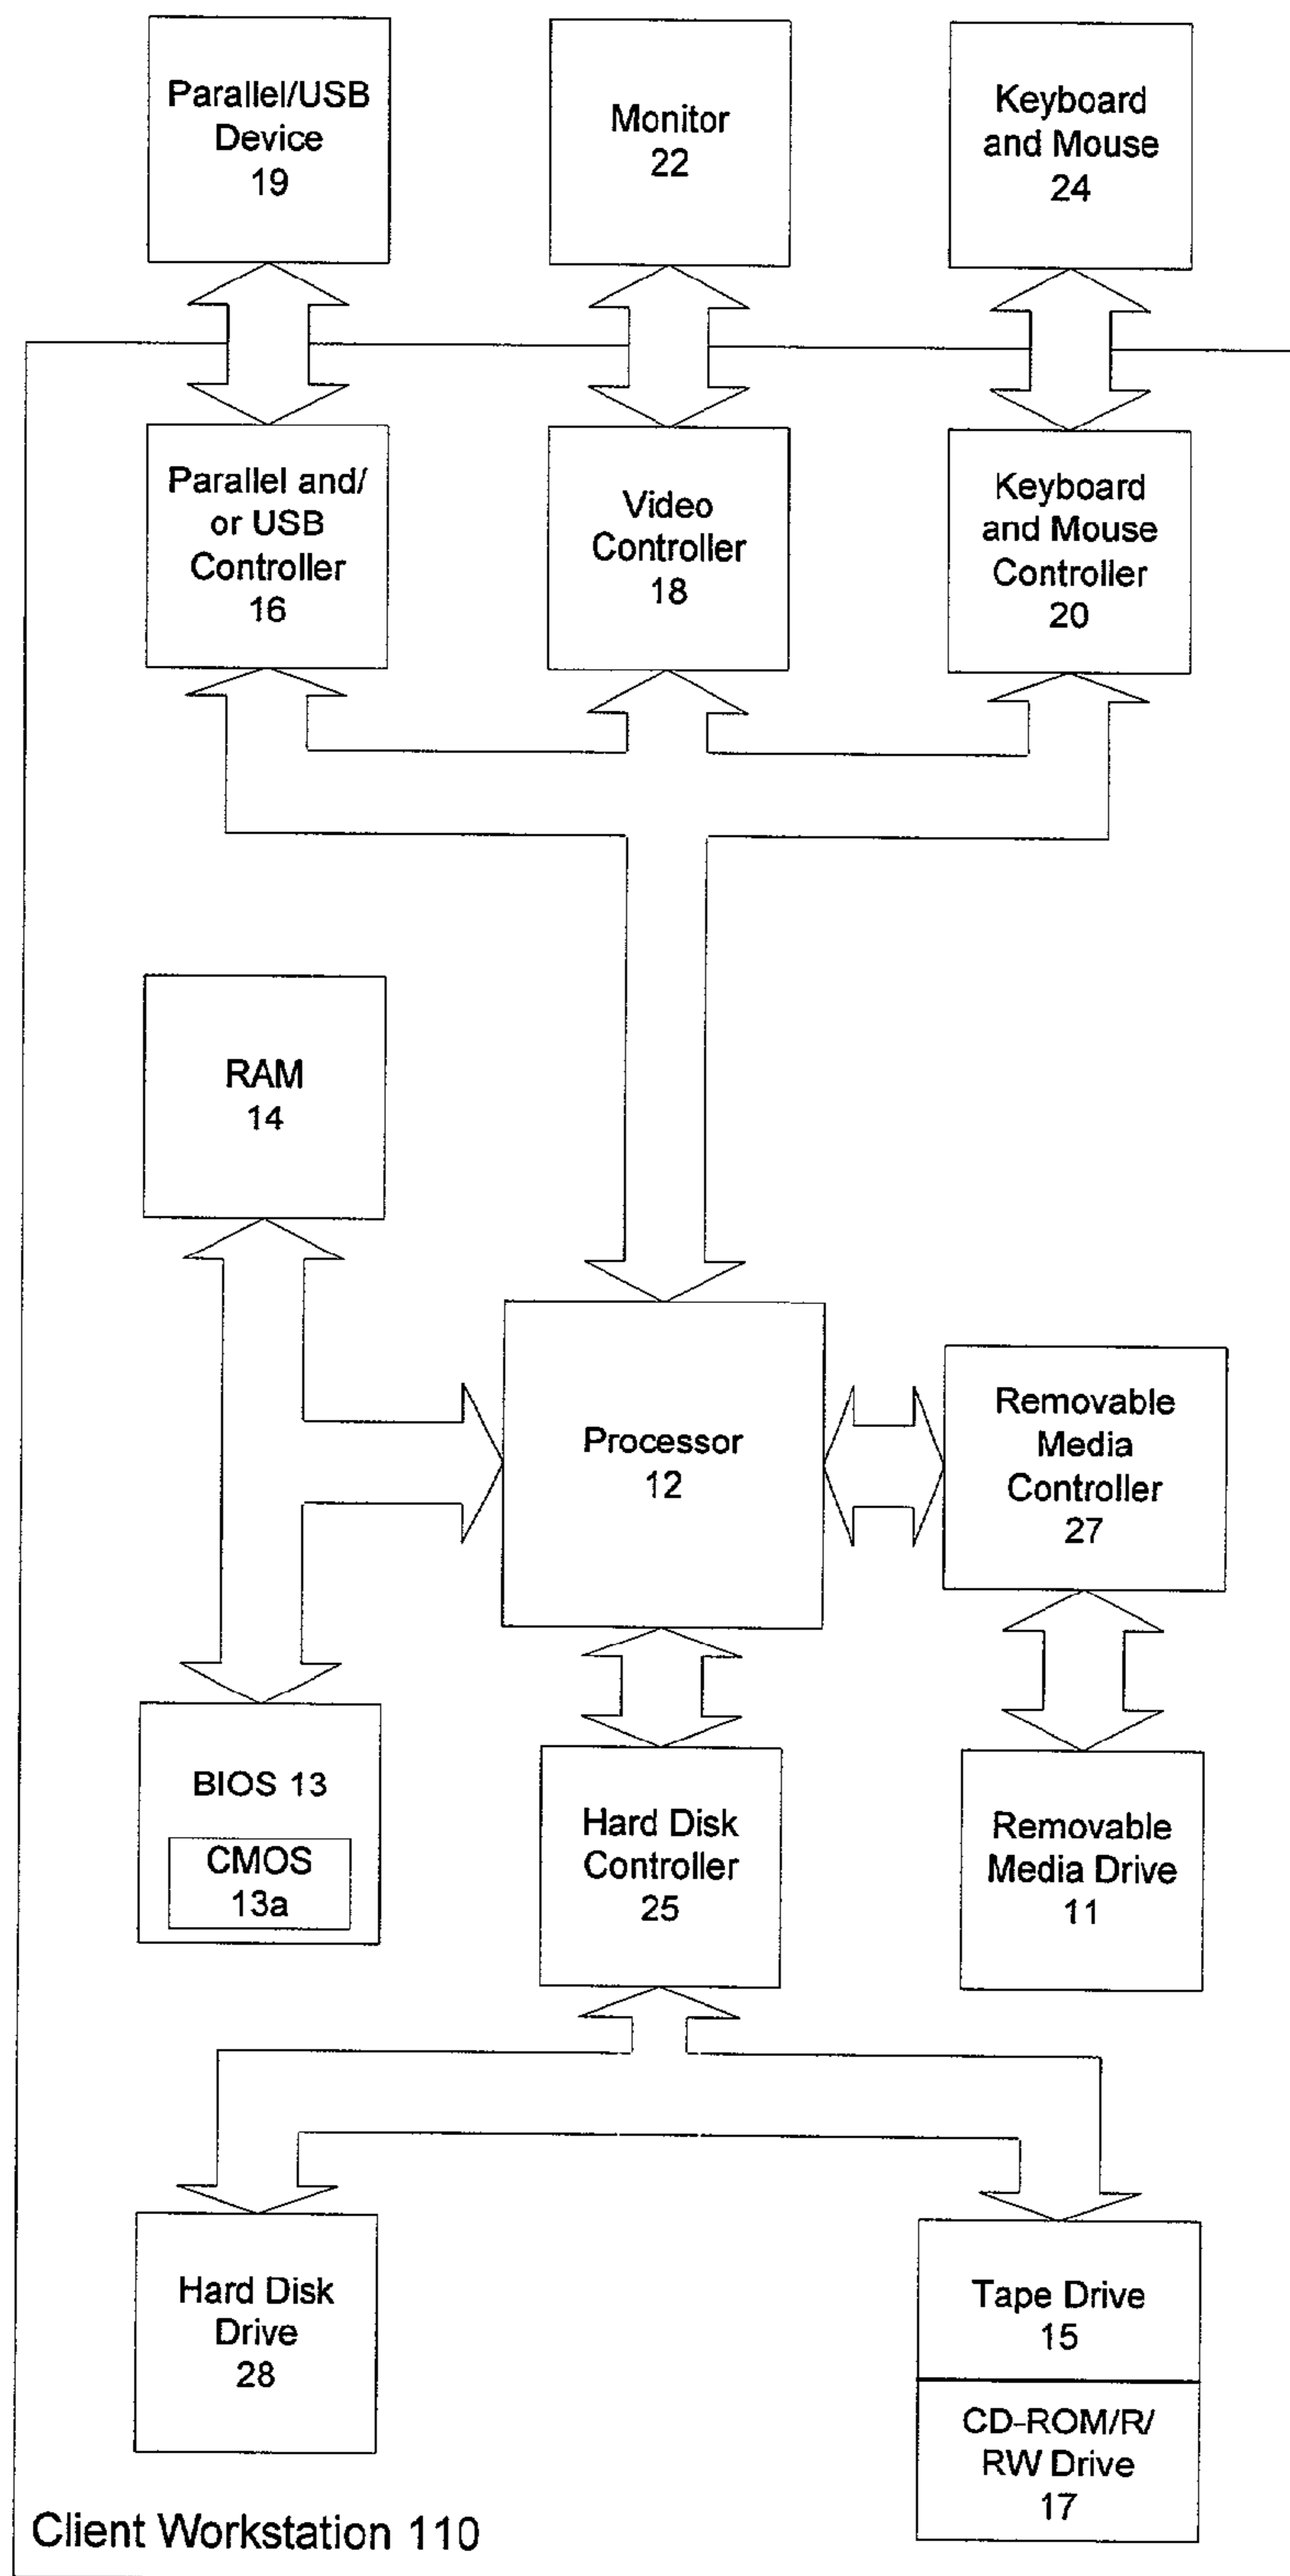 Parallel/USB
Device
19
Monitor
22
Keyboard
and Mouse
24
Parallel and/
or USB
Controller
16
Video
Controller
18
Keyboard
and Mouse
Controller
20
RAM
14
Processor
12
Removable
Media
Controller
27
BIOS 13
CMOS
13a
Hard Disk
Controller
25
Removable
Media Drive
11
Hard Disk
Drive
28
Tape Drive
15
CD-ROM/R/
RW Drive
17
Client Workstation 110